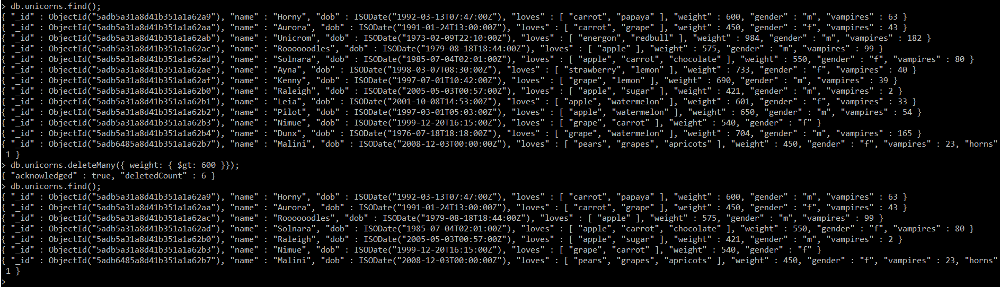 > db.unicorns.find();
{ "_id" : ObjectId("5adb5a31a8d41b351a1a62a9"), "name" : "Horny", "dob" : ISODate("1992-03-13T07:47:00Z"), "loves" : [ "carrot", "papaya" ], "weight" : 600, "gender" : "m", "vampires" : 63 }
{ "_id" : ObjectId("5adb5a31a8d41b351a1a62aa"), "name" : "Aurora", "dob" : ISODate("1991-01-24T13:00:00Z"), "loves" : [ "carrot", "grape" ], "weight" : 450, "gender" : "f", "vampires" : 43 }
{ "_id" : ObjectId("5adb5a31a8d41b351a1a62ab"), "name" : "Unicrom", "dob" : ISODate("1973-02-09T22:10:00Z"), "loves" : [ "energon", "redbull" ], "weight" : 984, "gender" : "m", "vampires" : 182 }
{ "_id" : ObjectId("5adb5a31a8d41b351a1a62ac"), "name" : "Roooooodles", "dob" : ISODate("1979-08-18T18:44:00Z"), "loves" : [ "apple" ], "weight" : 575, "gender" : "m", "vampires" : 99 }
{ "_id" : ObjectId("5adb5a31a8d41b351a1a62ad"), "name" : "Solnara", "dob" : ISODate("1985-07-04T02:01:00Z"), "loves" : [ "apple", "carrot", "chocolate" ], "weight" : 550, "gender" : "f", "vampires" : 80 }
{ "_id" : ObjectId("5adb5a31a8d41b351a1a62ae"), "name" : "Ayna", "dob" : ISODate("1998-03-07T08:30:00Z"), "loves" : [ "strawberry", "lemon" ], "weight" : 733, "gender" : "f", "vampires" : 40 }
{ "_id" : ObjectId("5adb5a31a8d41b351a1a62af"), "name" : "Kenny", "dob" : ISODate("1997-07-01T10:42:00Z"), "loves" : [ "grape", "lemon" ], "weight" : 690, "gender" : "m", "vampires" : 39 }
{ "_id" : ObjectId("5adb5a31a8d41b351a1a62b0"), "name" : "Raleigh", "dob" : ISODate("2005-05-03T00:57:00Z"), "loves" : [ "apple", "sugar" ], "weight" : 421, "gender" : "m", "vampires" : 2 }
{ "_id" : ObjectId("5adb5a31a8d41b351a1a62b1"), "name" : "Leia", "dob" : ISODate("2001-10-08T14:53:00Z"), "loves" : [ "apple", "watermelon" ], "weight" : 601, "gender" : "f", "vampires" : 33 }
{ "_id" : ObjectId("5adb5a31a8d41b351a1a62b2"), "name" : "Pilot", "dob" : ISODate("1997-03-01T05:03:00Z"), "loves" : [ "apple", "watermelon" ], "weight" : 650, "gender" : "m", "vampires" : 54 }
{ "_id" : ObjectId("5adb5a31a8d41b351a1a62b3"), "name" : "Nimue", "dob" : ISODate("1999-12-20T16:15:00Z"), "loves" : [ "grape", "carrot" ], "weight" : 540, "gender" : "f" }
{ "_id" : ObjectId("5adb5a31a8d41b351a1a62b4"), "name" : "Dunx", "dob" : ISODate("1976-07-18T18:18:00Z"), "loves" : [ "grape", "watermelon" ], "weight" : 704, "gender" : "m", "vampires" : 165 }
{ "_id" : ObjectId("5adb6485a8d41b351a1a62b7"), "name" : "Malini", "dob" : ISODate("2008-12-03T00:00:00Z"), "loves" : [ "pears", "grapes", "apricots" ], "weight" : 450, "gender" : "f", "vampires" : 23, "horns"
1 }
> db.unicorns.deleteMany({ weight: { $gt: 600 }});
{ "acknowledged" : true, "deletedCount" : 6 }
> db.unicorns.find();
{ "_id" : ObjectId("5adb5a31a8d41b351a1a62a9"), "name" : "Horny", "dob" : ISODate("1992-03-13T07:47:00Z"), "loves" : [ "carrot", "papaya" ], "weight" : 600, "gender" : "m", "vampires" : 63 }
{ "_id" : ObjectId("5adb5a31a8d41b351a1a62aa"), "name" : "Aurora", "dob" : ISODate("1991-01-24T13:00:00Z"), "loves" : [ "carrot", "grape" ], "weight" : 450, "gender" : "f", "vampires" : 43 }
{ "_id" : ObjectId("5adb5a31a8d41b351a1a62ac"), "name" : "Roooooodles", "dob" : ISODate("1979-08-18T18:44:00Z"), "loves" : [ "apple" ], "weight" : 575, "gender" : "m", "vampires" : 99 }
{ "_id" : ObjectId("5adb5a31a8d41b351a1a62ad"), "name" : "Solnara", "dob" : ISODate("1985-07-04T02:01:00Z"), "loves" : [ "apple", "carrot", "chocolate" ], "weight" : 550, "gender" : "f", "vampires" : 80 }
{ "_id" : ObjectId("5adb5a31a8d41b351a1a62b0"), "name" : "Raleigh", "dob" : ISODate("2005-05-03T00:57:00Z"), "loves" : [ "apple", "sugar" ], "weight" : 421, "gender" : "m", "vampires" : 2 }
{ "_id" : ObjectId("5adb5a31a8d41b351a1a62b3"), "name" : "Nimue", "dob" : ISODate("1999-12-20T16:15:00Z"), "loves" : [ "grape", "carrot" ], "weight" : 540, "gender" : "f" }
{ "_id" : ObjectId("5adb6485a8d41b351a1a62b7"), "name" : "Malini", "dob" : ISODate("2008-12-03T00:00:00Z"), "loves" : [ "pears", "grapes", "apricots" ], "weight" : 450, "gender" : "f", "vampires" : 23, "horns"
1 }
>